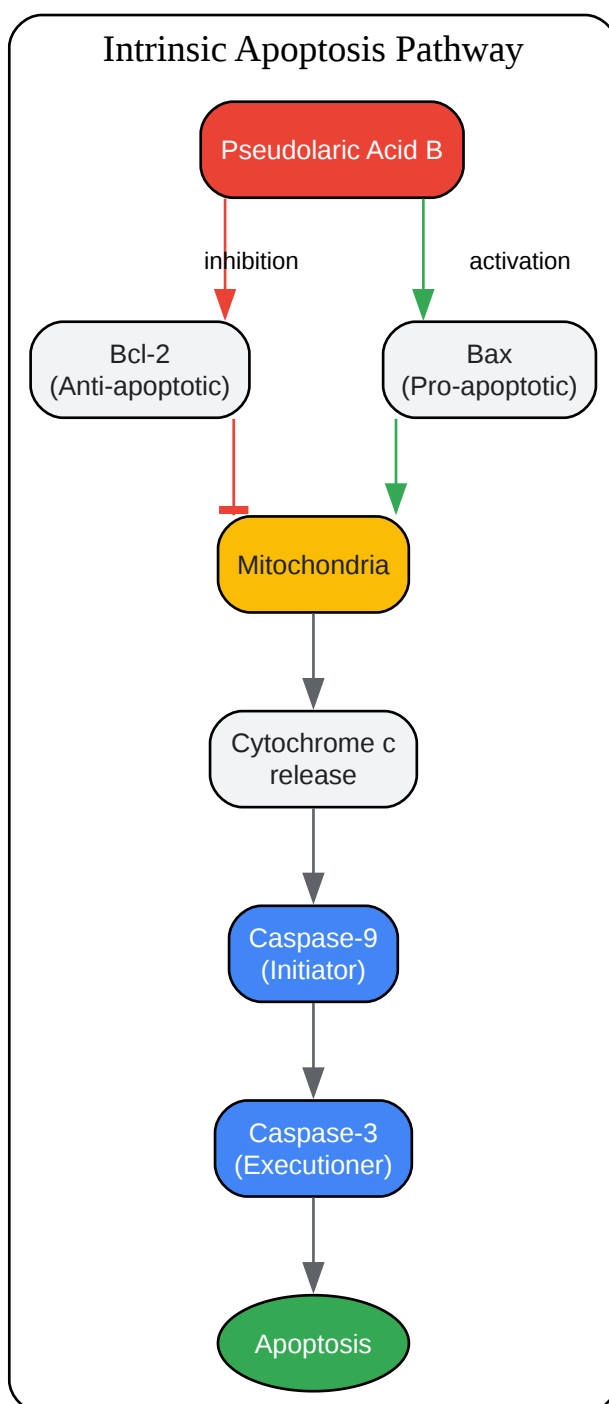 Intrinsic Apoptosis Pathway
Pseudolaric Acid B
inhibition
activation
Bcl-2
(Anti-apoptotic)
Bax
(Pro-apoptotic)
Mitochondria
Cytochrome c
release
Caspase-9
(Initiator)
Caspase-3
(Executioner)
Apoptosis